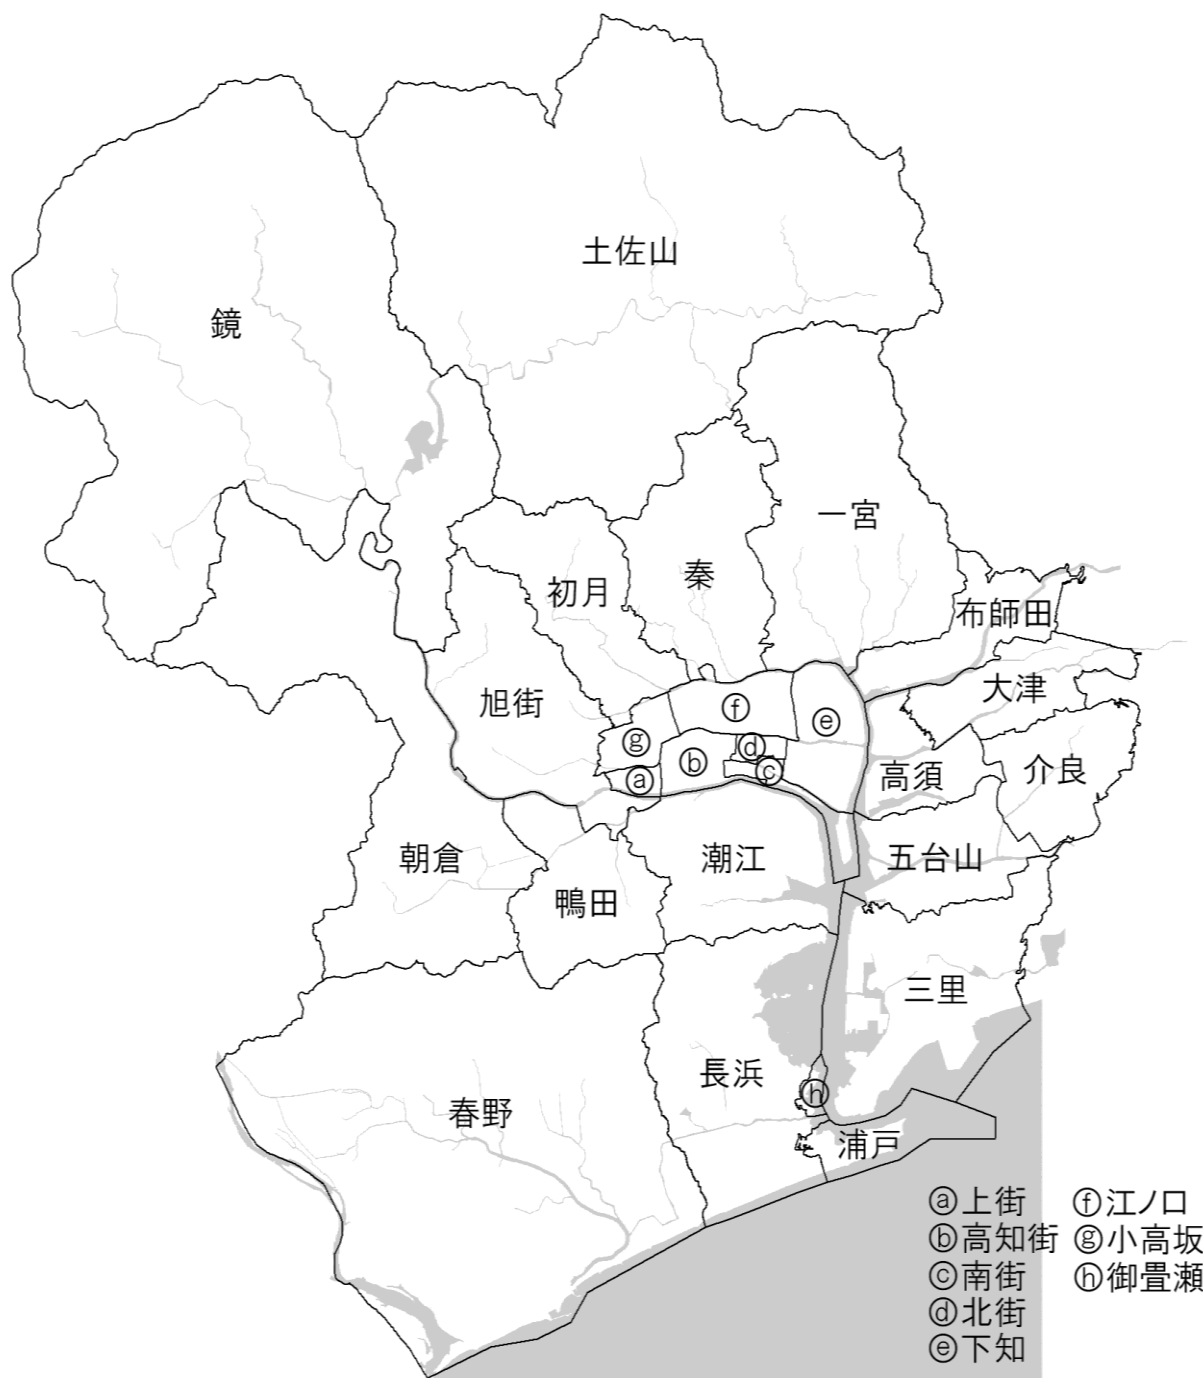 土佐山
鏡
一宮
秦
初月
布師田
大津
旭街
ⓕ
ⓔ
ⓖ
ⓓ
ⓑ
ⓒ
ⓐ
高須
介良
朝倉
潮江
五台山
鴨田
三里
長浜
ⓗ
春野
浦戸
ⓐ上街
ⓑ高知街
ⓒ南街
ⓓ北街
ⓔ下知
ⓕ江ノ口
ⓖ小高坂
ⓗ御畳瀬